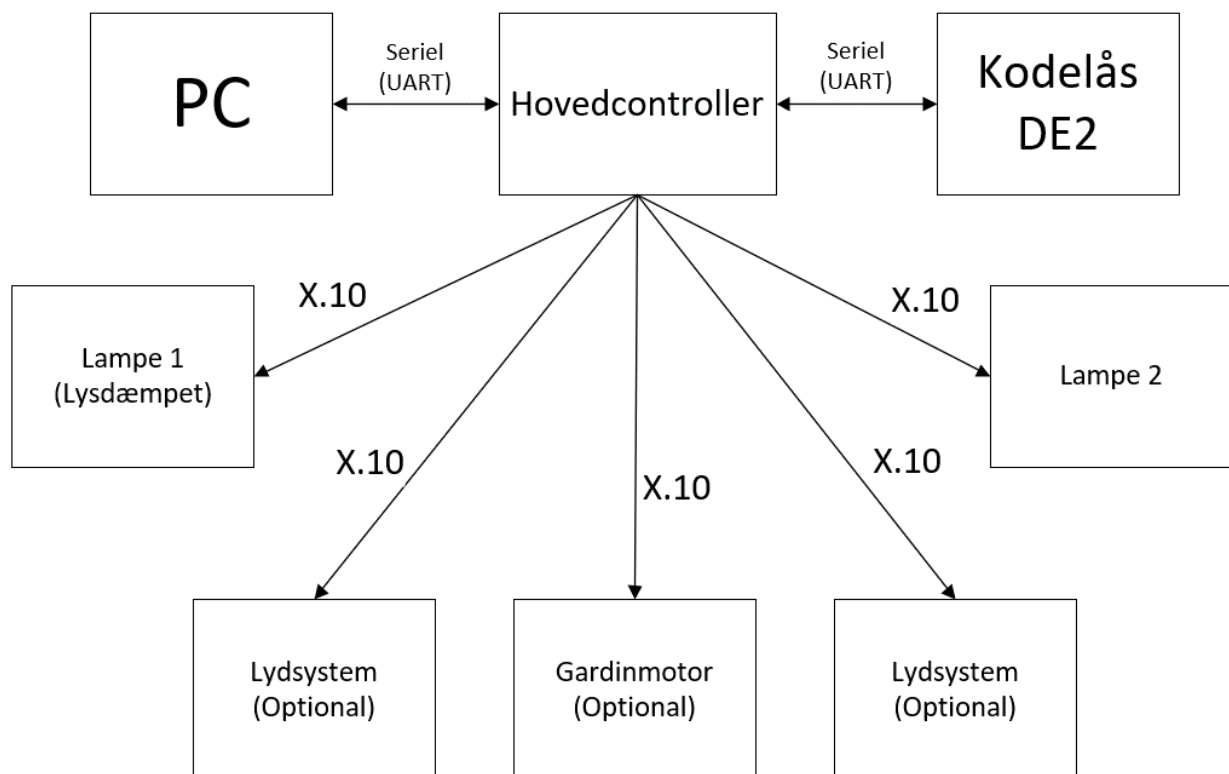 PC
Seriel
(UART)
Hovedcontroller
Seriel
(UART)
Kodelås
DE2
X.10
X.10
Lampe 1
(Lysdæmpet)
Lampe 2
X.10
X.10
X.10
Lydsystem
(Optional)
Gardinmotor
(Optional)
Lydsystem
(Optional)